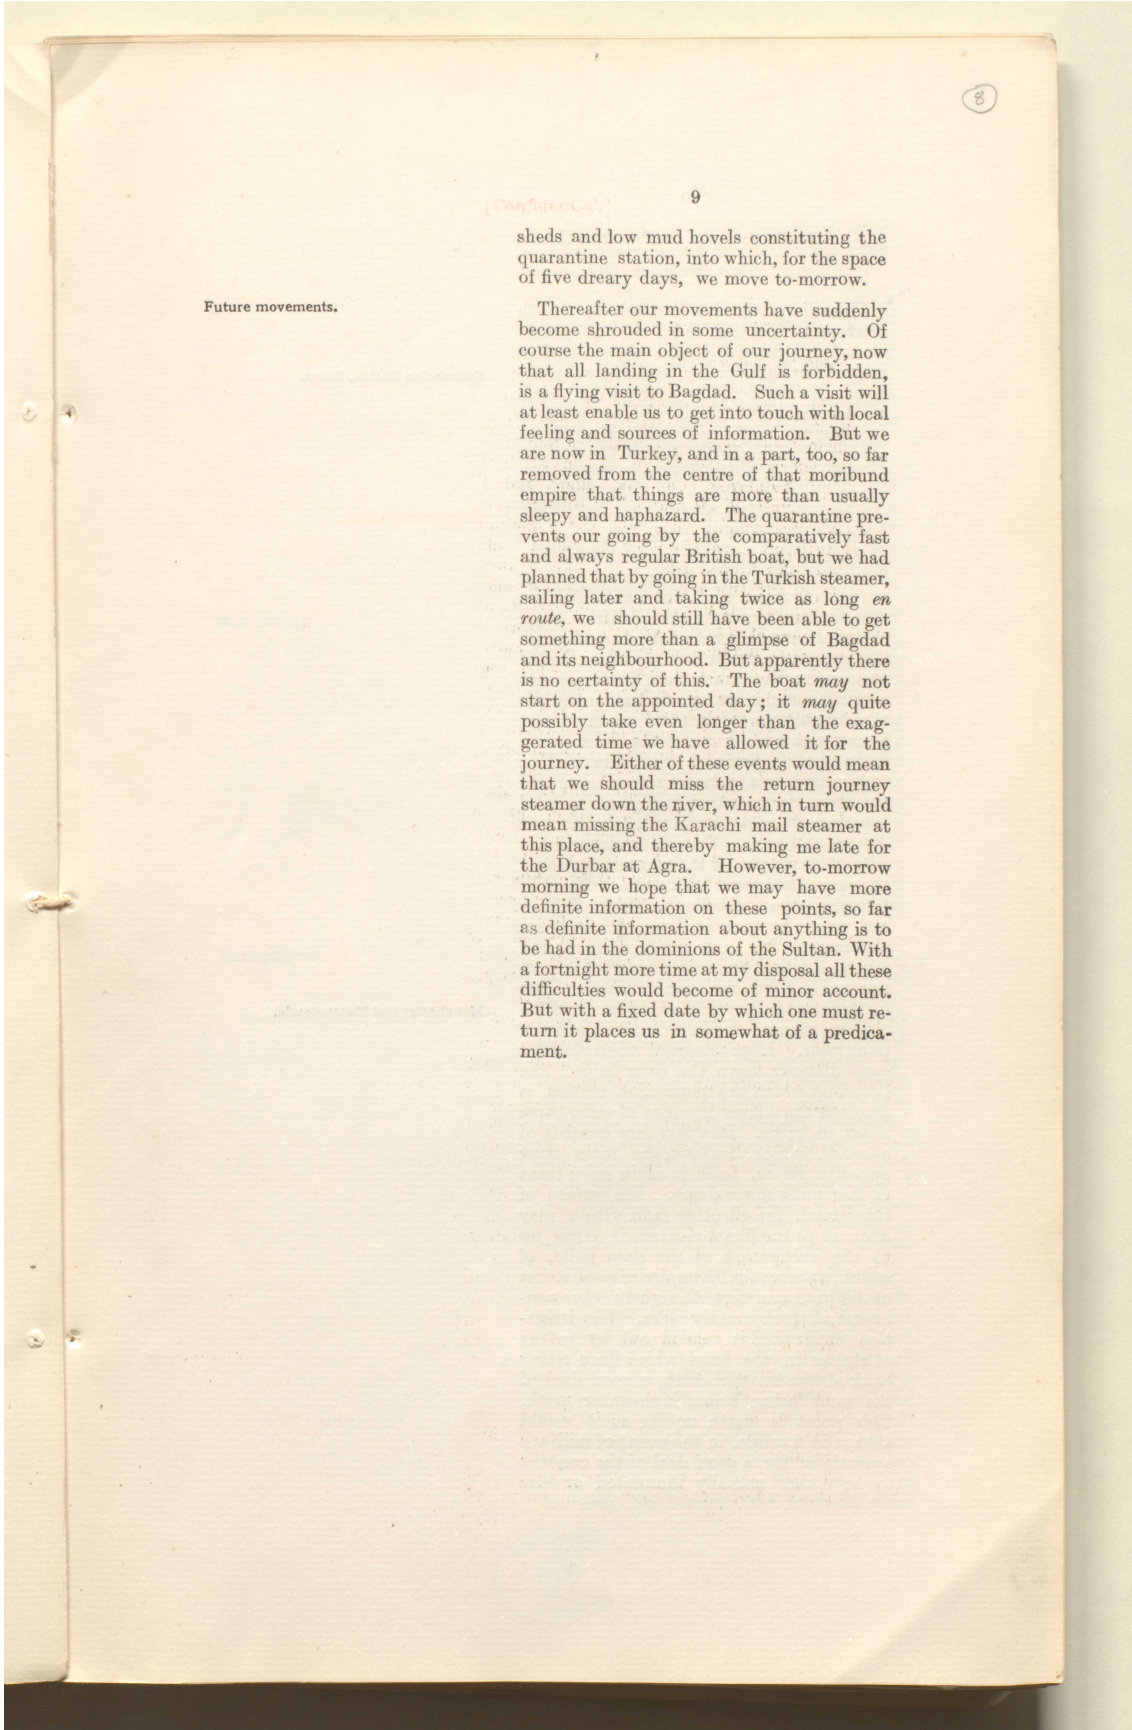 8
9
sheds and low mud hovels constituting the
quarantine station, into which, for the space
of five dreary days, we move to-morrow.
Future movements.
Thereafter our movements have suddenly
become shrouded in some uncertainty. Of
course the main object of our journey, now
that all landing in the Gulf is forbidden,
is a flying visit to Bagdad. Such a visit will
at least enable us to get into touch with local
feeling and sources of information. But we
are now in Turkey, and in a part, too, so far
removed from the centre of that moribund
empire that things are more than usually
sleepy and haphazard. The quarantine pre-
vents our going by the comparatively fast
and always regular British boat, but we had
planned that by going in the Turkish steamer,
sailing later and taking twice as long en
route, we should still have been able to get
something more than a glimpse of Bagdad
and its neighbourhood. But apparently there
is no certainty of this. The boat may not
start on the appointed day; it may quite
possibly take even longer than the exag-
gerated time we have allowed it for the
journey. Either of these events would mean
that we should miss the return journey
steamer down the river, which in turn would
mean missing the Karachi mail steamer at
this place, and thereby making me late for
the Durbar at Agra. However, to-morrow
morning we hope that we may have more
definite information on these points, so far
as definite information about anything is to
be had in the dominions of the Sultan. With
a fortnight more time at my disposal all these
difficulties would become of minor account.
But with a fixed date by which one must re-
turn it places us in somewhat of a predica-
ment.